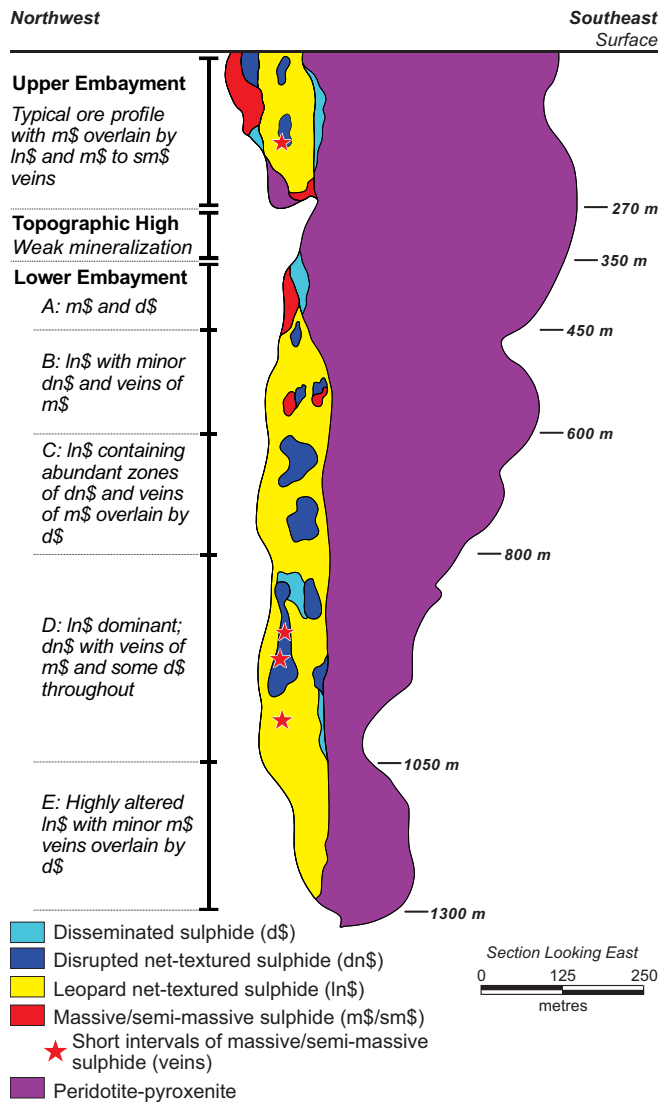 Northwest
Southeast
Surface
Upper Embayment
Typical ore profile
with m$ overlain by
ln$ and m$ to sm$
veins
270 m
Topographic High
Weak mineralization
350 m
Lower Embayment
A: m$ and d$
450 m
B: ln$ with minor
dn$ and veins of
m$
600 m
C: ln$ containing
abundant zones
of dn$ and veins
of m$ overlain by
d$
800 m
D: ln$ dominant;
dn$ with veins of
m$ and some d$
throughout
1050 m
E: Highly altered
ln$ with minor m$
veins overlain by
d$
1300 m
Disseminated sulphide (d$)
Disrupted net-textured sulphide (dn$)
Leopard net-textured sulphide (ln$)
Massive/semi-massive sulphide (m$/sm$)
Short intervals of massive/semi-massive
sulphide (veins)
Peridotite-pyroxenite
Section Looking East
0 125 250
metres